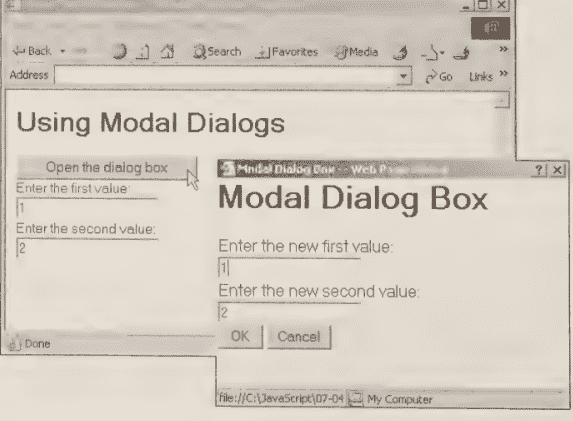 Back Search Favorites Media »
Address Go Links »
Using Modal Dialogs
Open the dialog box
Enter the first value:
1
Enter the second value:
2
Done
Modal Dialog Box -- Web P ? X
Modal Dialog Box
Enter the new first value:
1
Enter the new second value:
2
OK Cancel
file://C:\JavaScript\07-04 My Computer